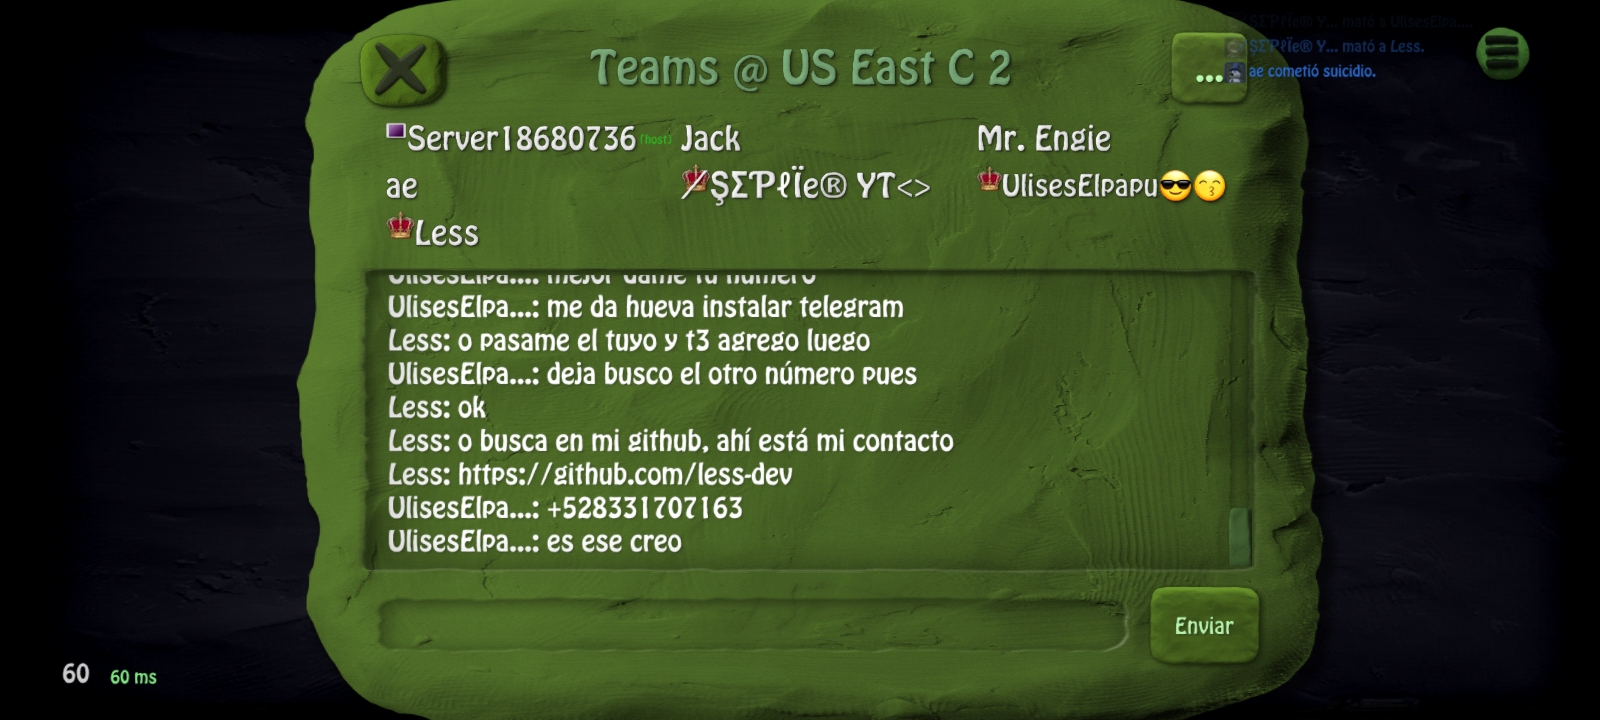 Teams @ US East C 2
...
ŞΣƤℓÏe® Y... mató a UlisesElpa....
ŞΣƤℓÏe® Y... mató a Less.
ae cometió suicidio.
Server18680736 [host] Jack Mr. Engie
ae ŞΣƤℓÏe® YT<> UlisesElpapu😎😙
Less
UlisesElpa...: mejor dame tu número
UlisesElpa...: me da hueva instalar telegram
Less: o pasame el tuyo y t3 agrego luego
UlisesElpa...: deja busco el otro número pues
Less: ok
Less: o busca en mi github, ahí está mi contacto
Less: https://github.com/less-dev
UlisesElpa...: +528331707163
UlisesElpa...: es ese creo
Enviar
60 60 ms